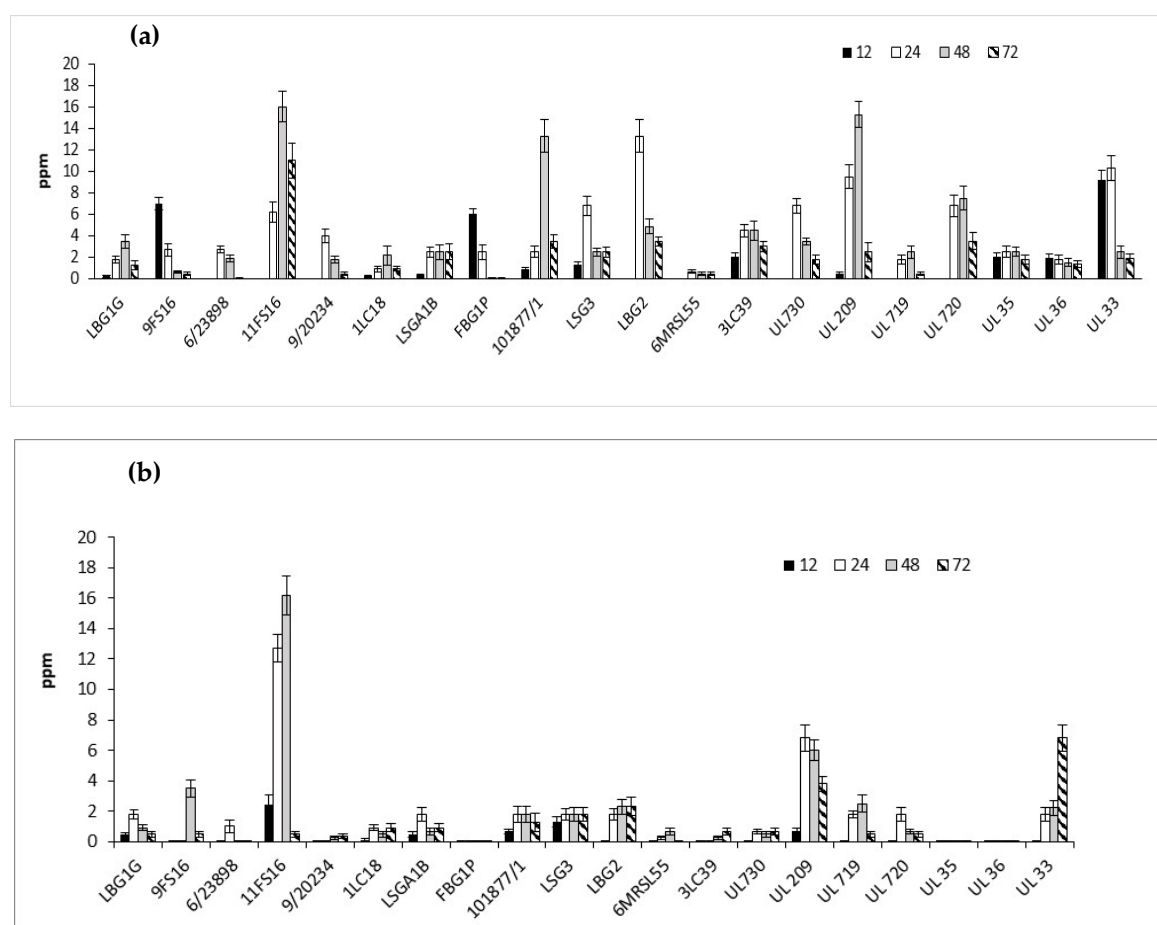 (a)
12 24 48 72
20
18
16
14
12
10
8
6
4
2
0
ppm
LBG1G 9FS16 6/23898 11FS16 9/20234 1LC18 LSGA1B FBG1P 101877/1 LSG3 LBG2 6MRSL55 3LC39 UL730 UL 209 UL 719 UL 720 UL 35 UL 36 UL 33
(b)
20
18
16
14
12
10
8
6
4
2
0
12 24 48 72
ppm
LBG1G 9FS16 6/23898 11FS16 9/20234 1LC18 LSGA1B FBG1P 101877/1 LSG3 LBG2 6MRSL55 3LC39 UL730 UL 209 UL 719 UL 720 UL 35 UL 36 UL 33